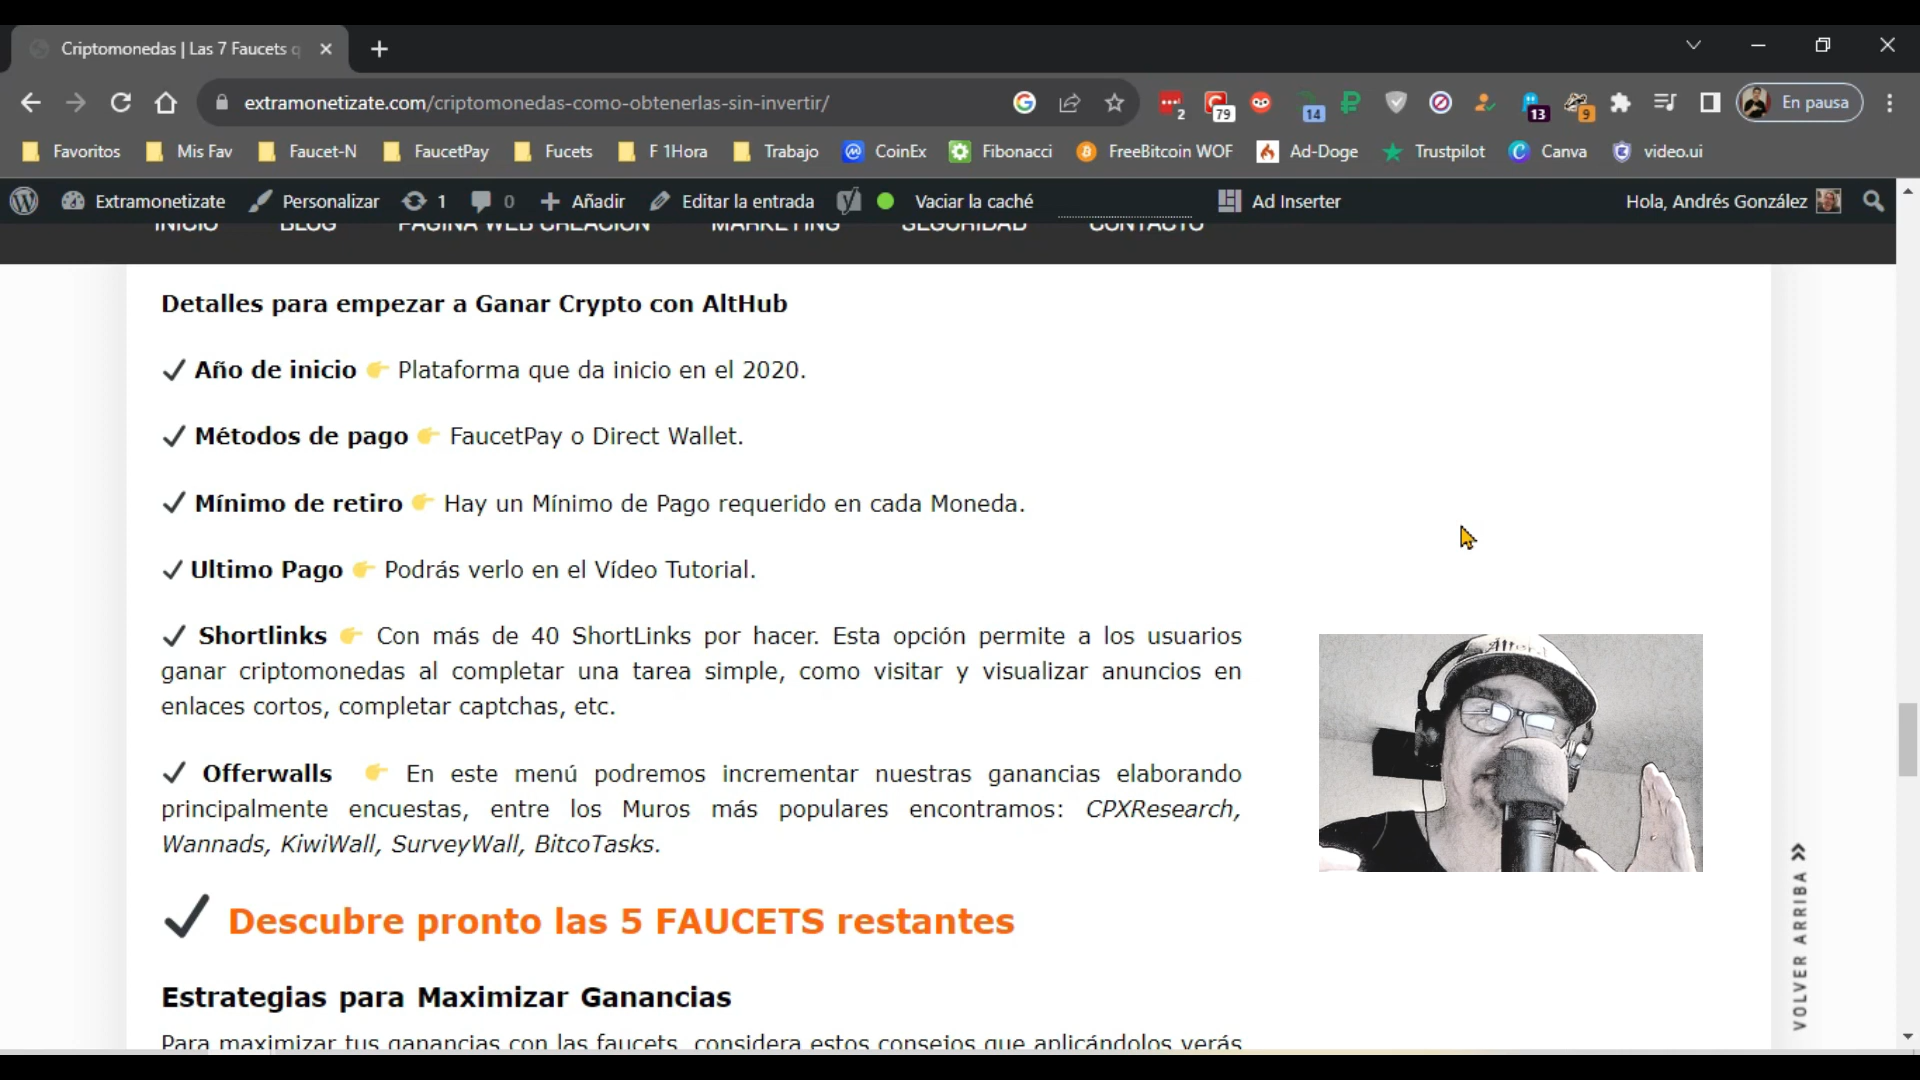 Criptomonedas | Las 7 Faucets q
extramonetizate.com/criptomonedas-como-obtenerlas-sin-invertir/
2
79
14
13
9
En pausa
Favoritos
Mis Fav
Faucet-N
FaucetPay
Fucets
F 1Hora
Trabajo
CoinEx
Fibonacci
FreeBitcoin WOF
Ad-Doge
Trustpilot
Canva
video.ui
Extramonetizate
Personalizar
1
0
Añadir
Editar la entrada
Vaciar la caché
Ad Inserter
Hola, Andrés González
INICIO
BLOG
PAGINA WEB CREACION
MARKETING
SEGURIDAD
CONTACTO
Detalles para empezar a Ganar Crypto con AltHub
Año de inicio 👉 Plataforma que da inicio en el 2020.
Métodos de pago 👉 FaucetPay o Direct Wallet.
Mínimo de retiro 👉 Hay un Mínimo de Pago requerido en cada Moneda.
Ultimo Pago 👉 Podrás verlo en el Vídeo Tutorial.
Shortlinks 👉 Con más de 40 ShortLinks por hacer. Esta opción permite a los usuarios
ganar criptomonedas al completar una tarea simple, como visitar y visualizar anuncios en
enlaces cortos, completar captchas, etc.
Offerwalls 👉 En este menú podremos incrementar nuestras ganancias elaborando
principalmente encuestas, entre los Muros más populares encontramos: CPXResearch,
Wannads, KiwiWall, SurveyWall, BitcoTasks.
Descubre pronto las 5 FAUCETS restantes
Estrategias para Maximizar Ganancias
Para maximizar tus ganancias con las faucets, considera estos consejos que aplicándolos verás
VOLVER ARRIBA